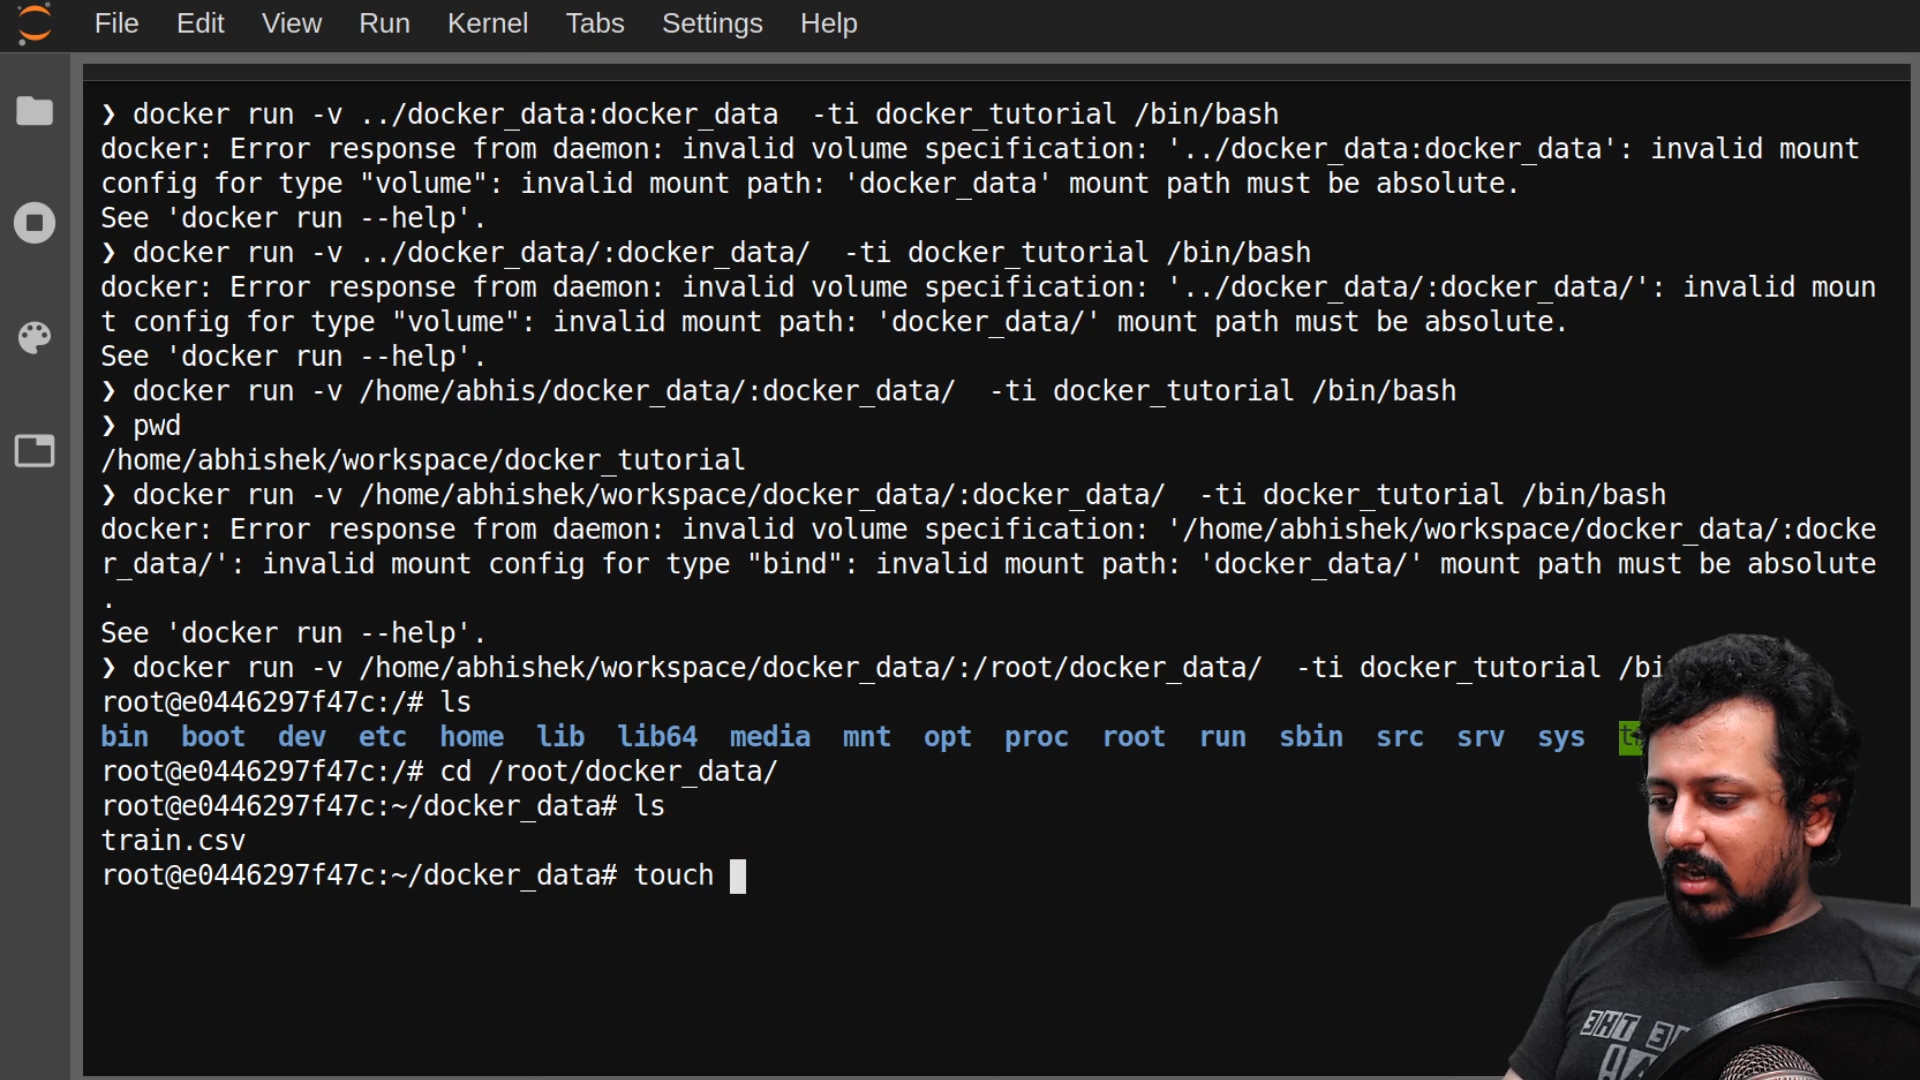 File Edit View Run Kernel Tabs Settings Help
❯ docker run -v ../docker_data:docker_data  -ti docker_tutorial /bin/bash
docker: Error response from daemon: invalid volume specification: '../docker_data:docker_data': invalid mount
config for type "volume": invalid mount path: 'docker_data' mount path must be absolute.
See 'docker run --help'.
❯ docker run -v ../docker_data/:docker_data/  -ti docker_tutorial /bin/bash
docker: Error response from daemon: invalid volume specification: '../docker_data/:docker_data/': invalid moun
t config for type "volume": invalid mount path: 'docker_data/' mount path must be absolute.
See 'docker run --help'.
❯ docker run -v /home/abhis/docker_data/:docker_data/  -ti docker_tutorial /bin/bash
❯ pwd
/home/abhishek/workspace/docker_tutorial
❯ docker run -v /home/abhishek/workspace/docker_data/:docker_data/  -ti docker_tutorial /bin/bash
docker: Error response from daemon: invalid volume specification: '/home/abhishek/workspace/docker_data/:docke
r_data/': invalid mount config for type "bind": invalid mount path: 'docker_data/' mount path must be absolute
.
See 'docker run --help'.
❯ docker run -v /home/abhishek/workspace/docker_data/:/root/docker_data/  -ti docker_tutorial /bi
root@e0446297f47c:/# ls
bin  boot  dev  etc  home  lib  lib64  media  mnt  opt  proc  root  run  sbin  src  srv  sys
root@e0446297f47c:/# cd /root/docker_data/
root@e0446297f47c:~/docker_data# ls
train.csv
root@e0446297f47c:~/docker_data# touch